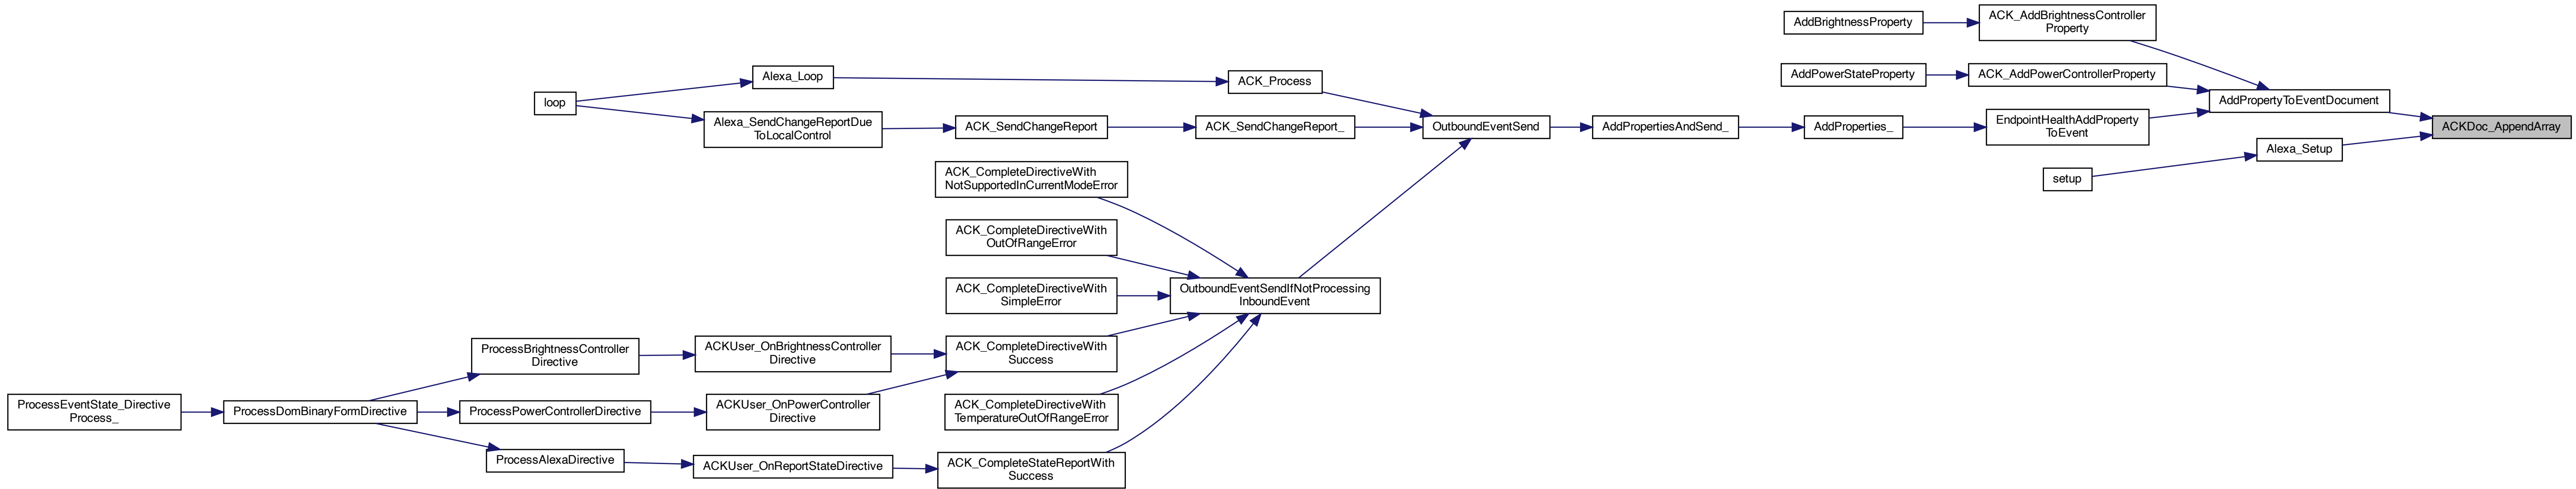 AddBrightnessProperty
ACK_AddBrightnessController
Property
AddPowerStateProperty
ACK_AddPowerControllerProperty
Alexa_Loop
ACK_Process
loop
AddPropertyToEventDocument
Alexa_SendChangeReportDue
ToLocalControl
ACK_SendChangeReport
ACK_SendChangeReport_
OutboundEventSend
AddPropertiesAndSend_
AddProperties_
EndpointHealthAddProperty
ToEvent
ACKDoc_AppendArray
Alexa_Setup
setup
ACK_CompleteDirectiveWith
NotSupportedInCurrentModeError
ACK_CompleteDirectiveWith
OutOfRangeError
ACK_CompleteDirectiveWith
SimpleError
OutboundEventSendIfNotProcessing
InboundEvent
ProcessBrightnessController
Directive
ACKUser_OnBrightnessController
Directive
ACK_CompleteDirectiveWith
Success
ProcessEventState_Directive
Process_
ProcessDomBinaryFormDirective
ProcessPowerControllerDirective
ACKUser_OnPowerController
Directive
ACK_CompleteDirectiveWith
TemperatureOutOfRangeError
ProcessAlexaDirective
ACKUser_OnReportStateDirective
ACK_CompleteStateReportWith
Success